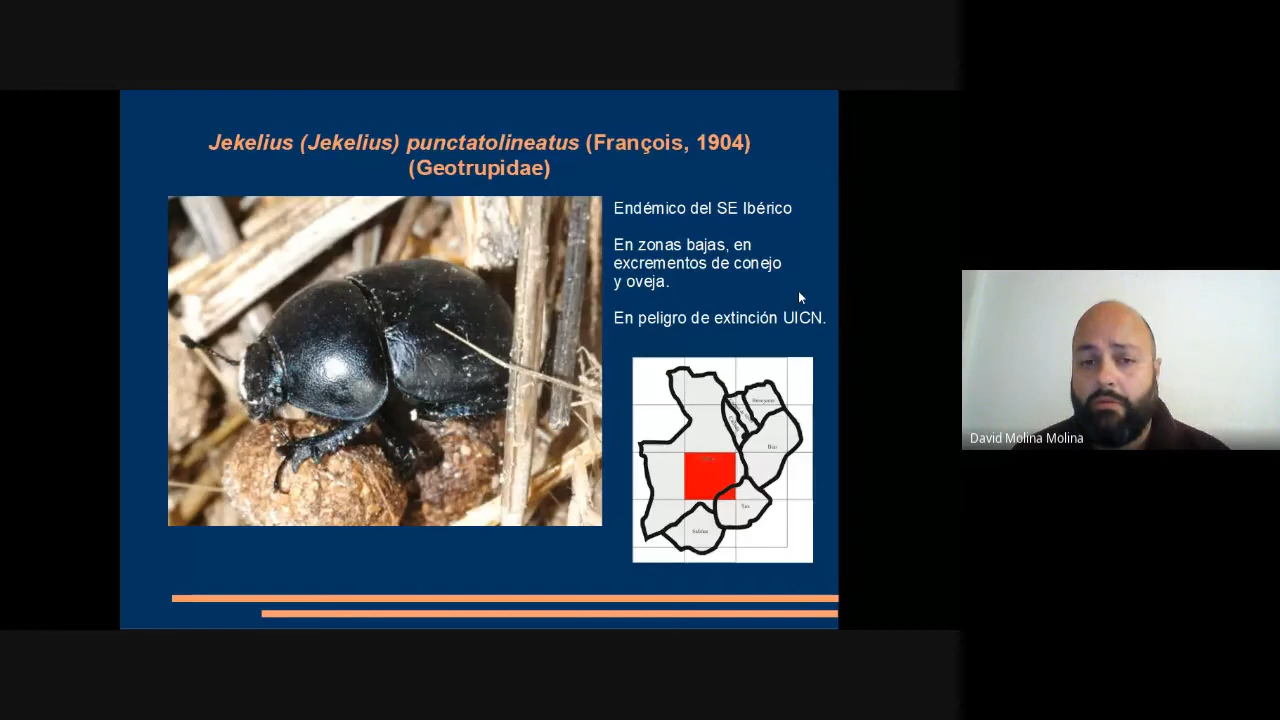 Jekelius (Jekelius) punctatolineatus (François, 1904)
(Geotrupidae)
Endémico del SE Ibérico
En zonas bajas, en
excrementos de conejo
y oveja.
En peligro de extinción UICN.
Salinas
David Molina Molina